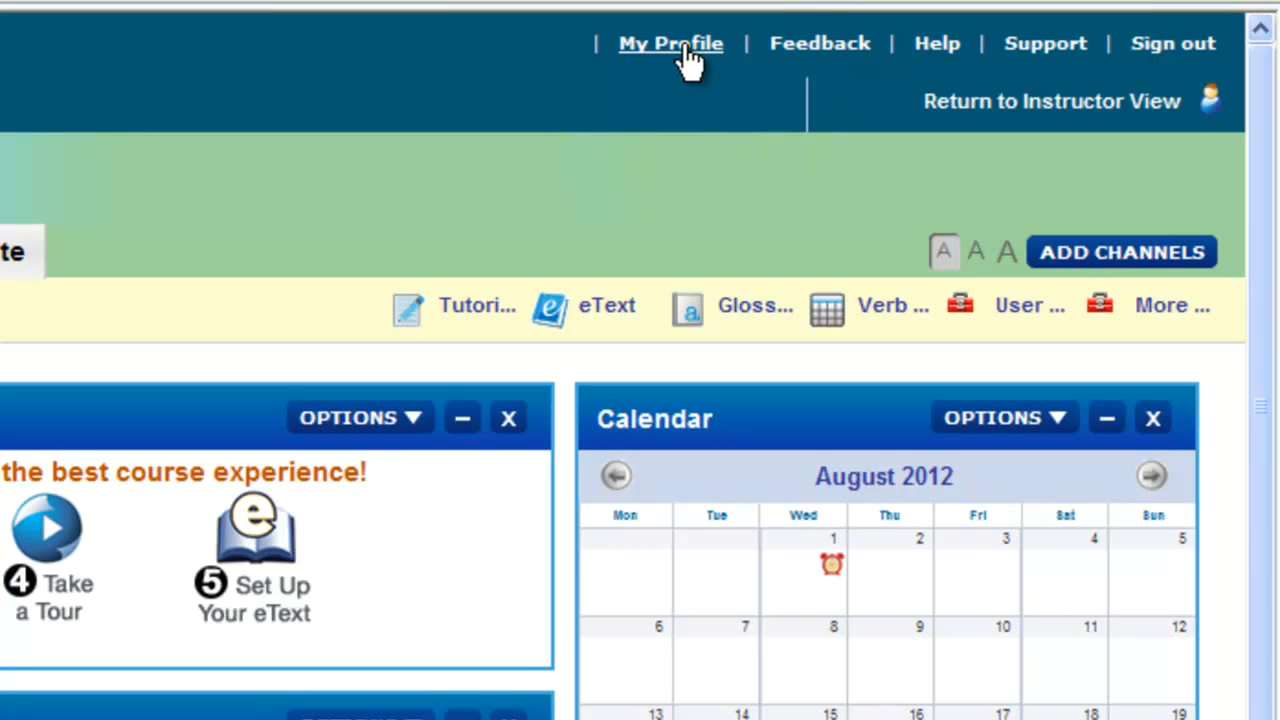 | My Profile | Feedback | Help | Support | Sign out
Return to Instructor View
te
A A A ADD CHANNELS
Tutori... eText Gloss... Verb ... User ... More ...
OPTIONS ▼ – X
the best course experience!
4 Take
a Tour
5 Set Up
Your eText
Calendar OPTIONS ▼ – X
August 2012
Mon Tue Wed Thu Fri Sat Sun
1 2 3 4 5
6 7 8 9 10 11 12
13 14 15 16 17 18 19